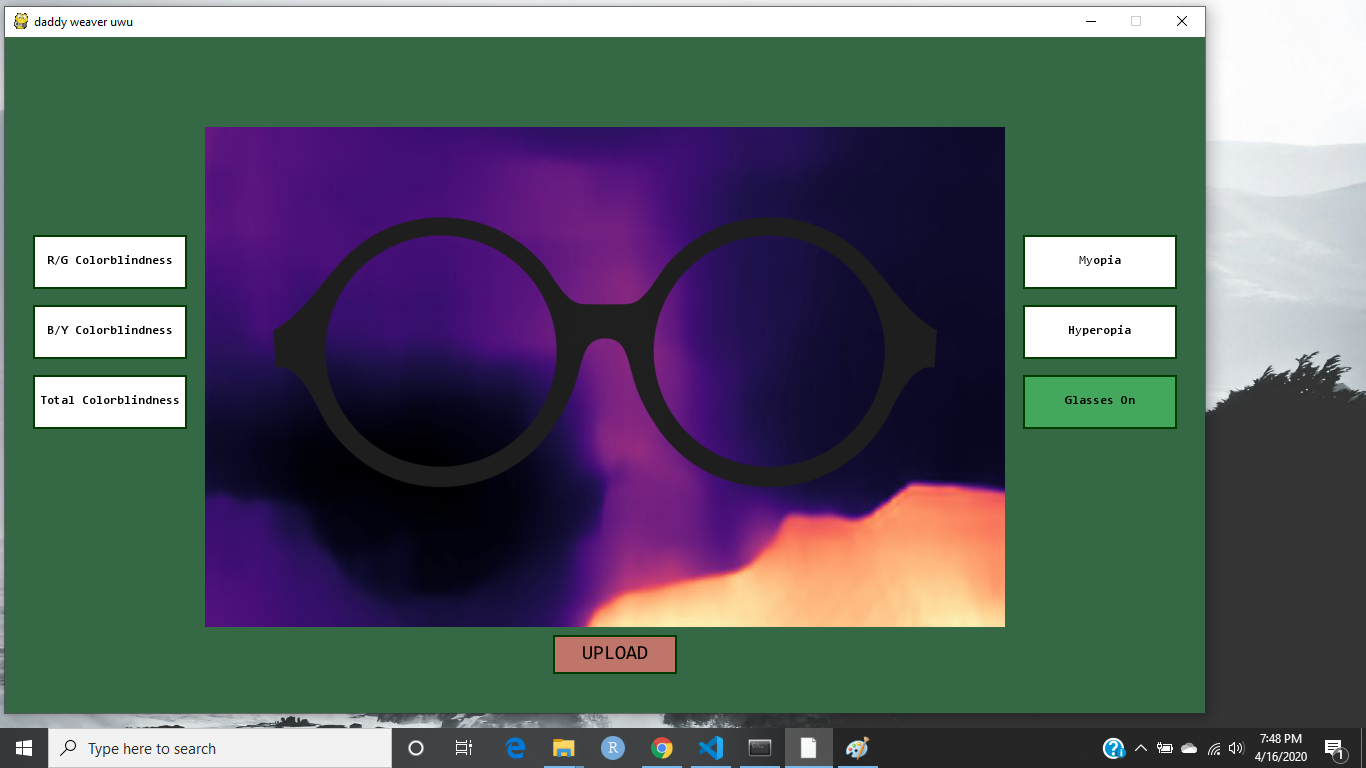 daddy weaver uwu
R/G Colorblindness
B/Y Colorblindness
Total Colorblindness
Myopia
Hyperopia
Glasses On
UPLOAD
Type here to search
R
7:48 PM
4/16/2020
1